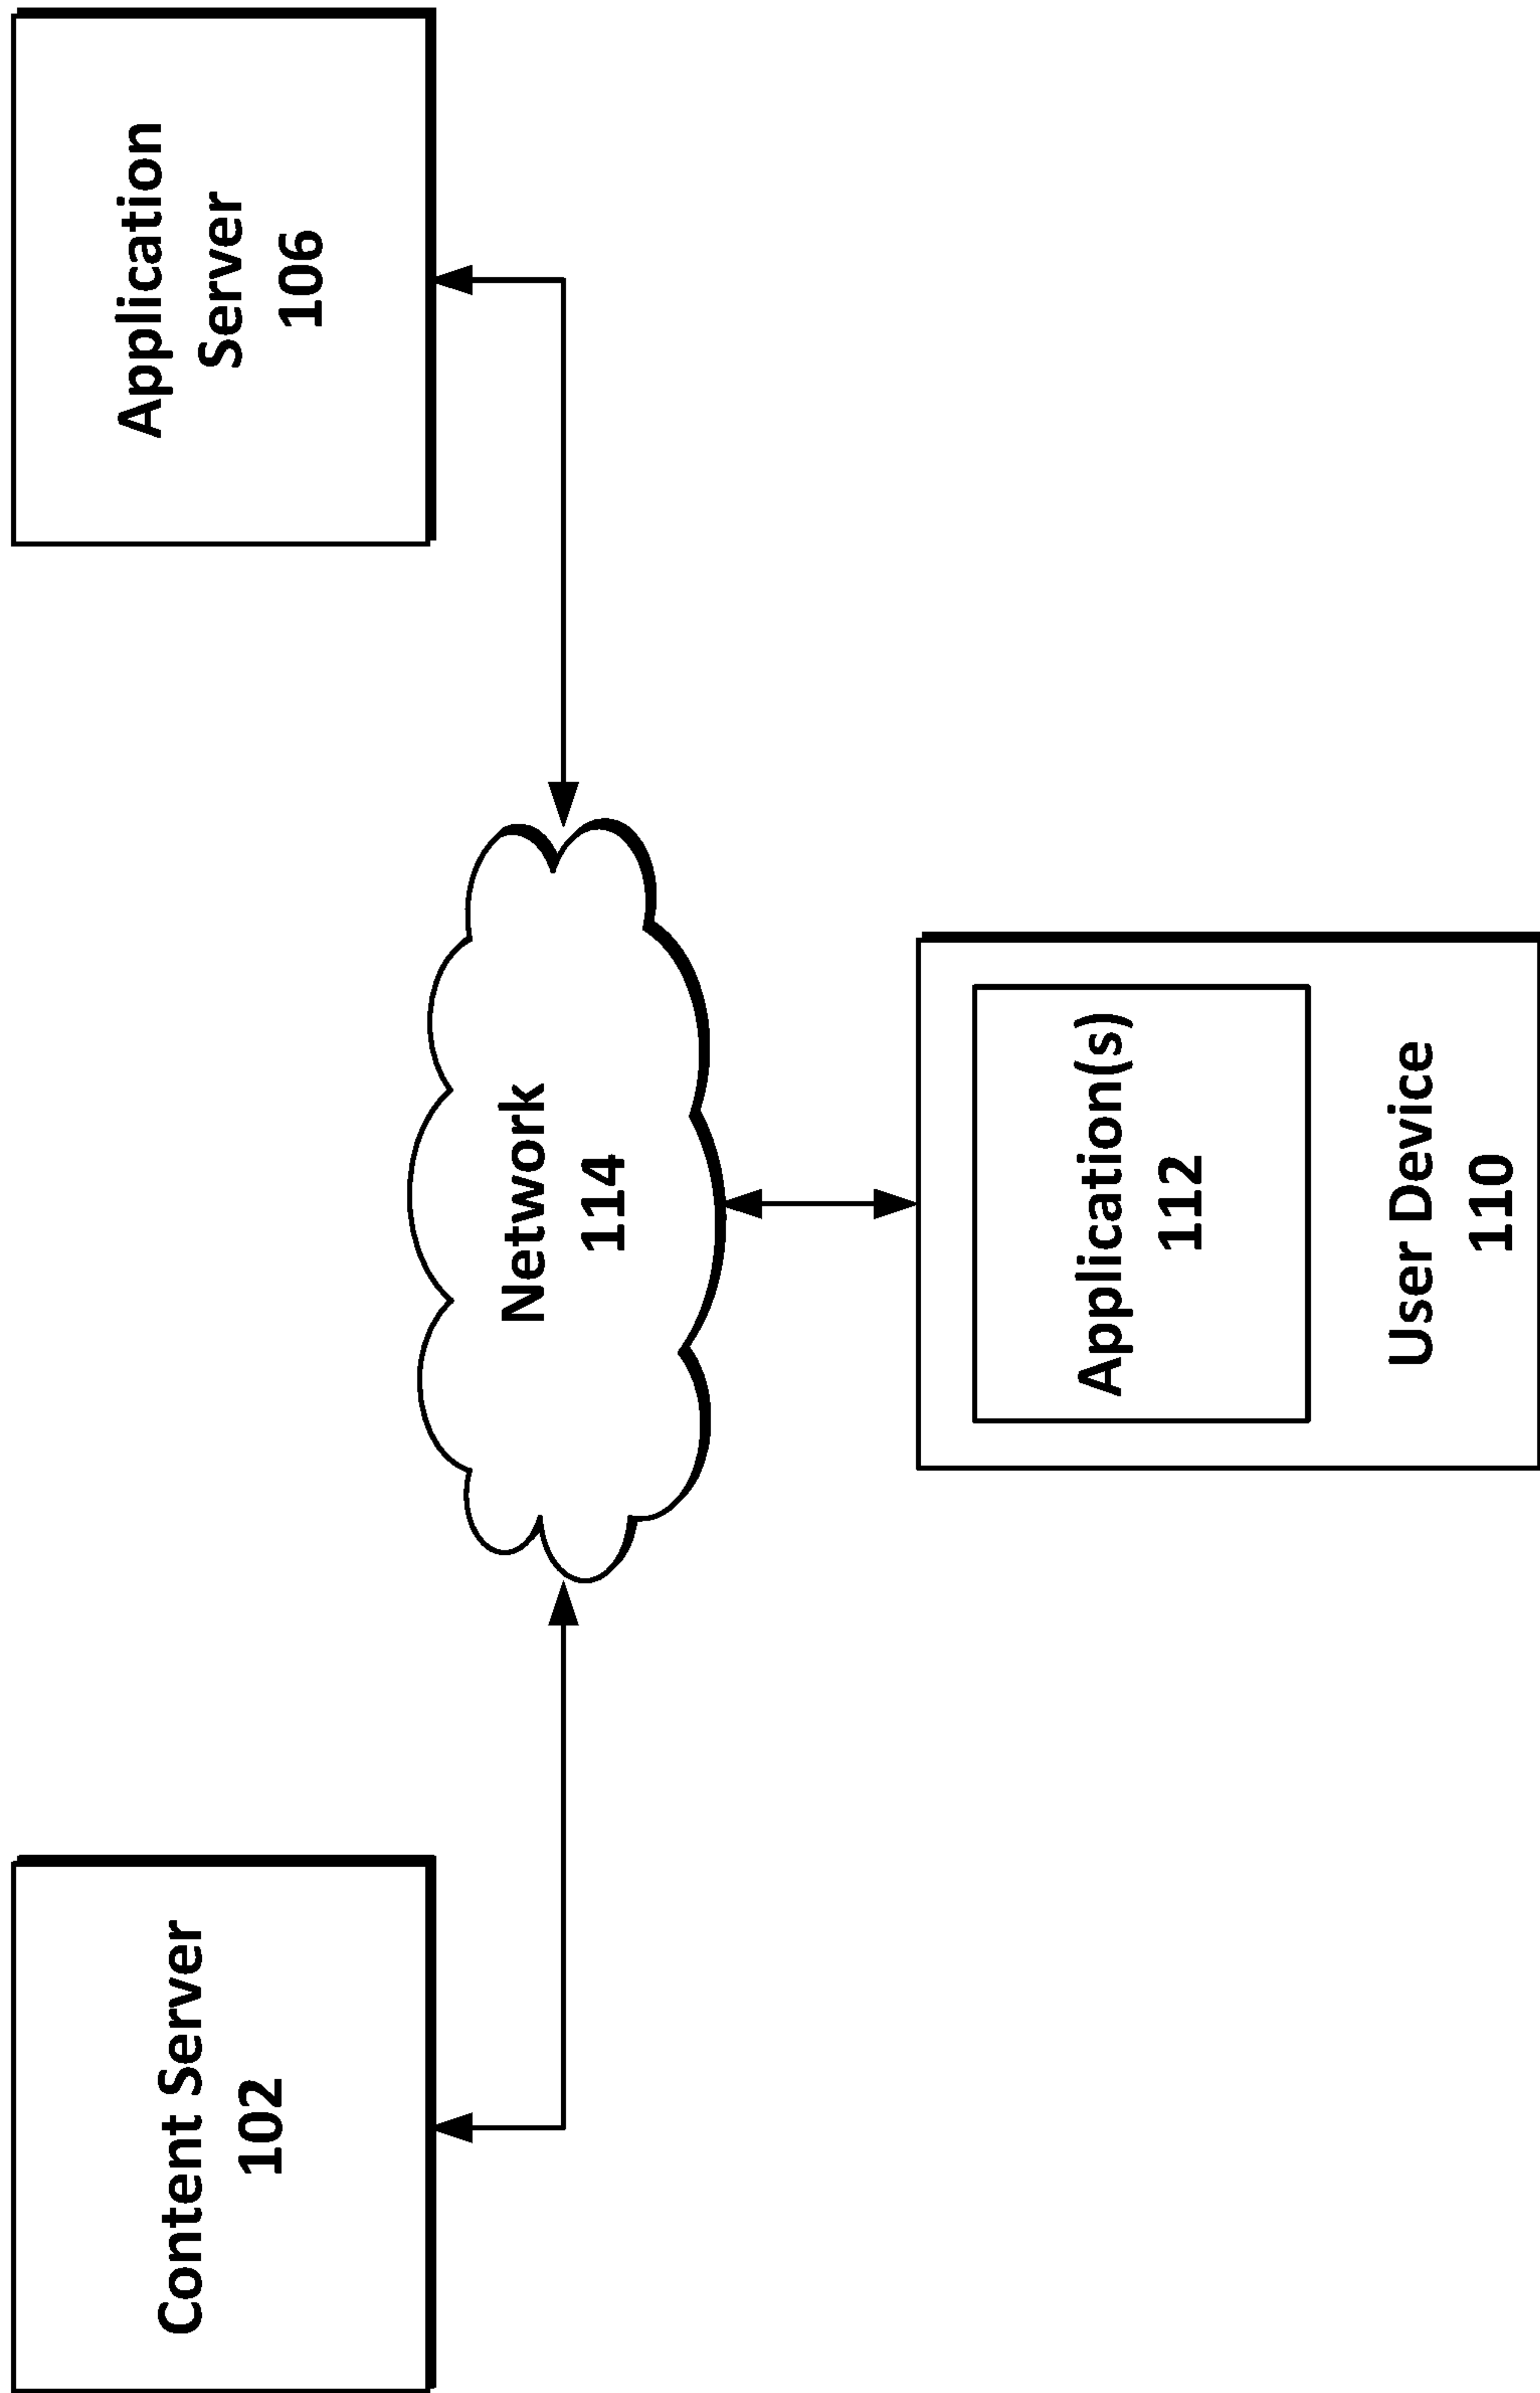 Content Server
102
Application
Server
106
Network
114
Application(s)
112
User Device
110